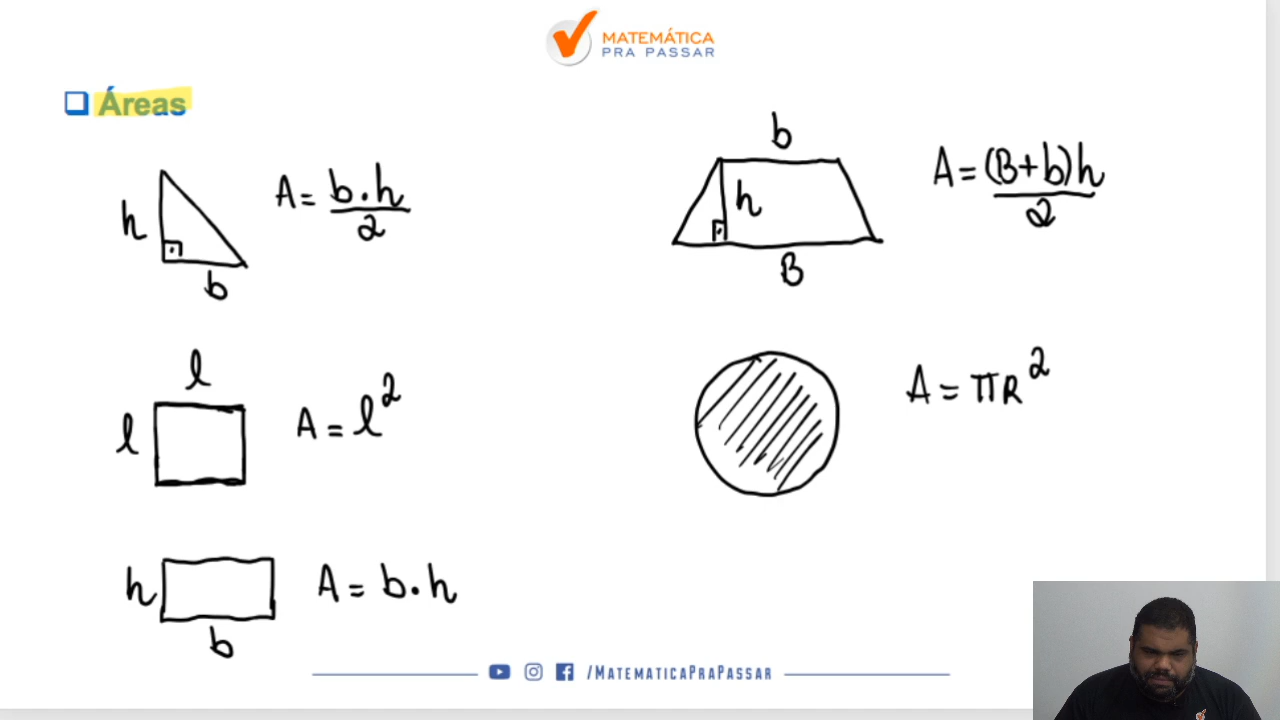 MATEMÁTICA
PRA PASSAR
Áreas
h
b
A = b · h / 2
b
h
B
A = (B + b) h / 2
l
l
A = l²
A = πR²
h
b
A = b · h
/MATEMATICAPRAPASSAR